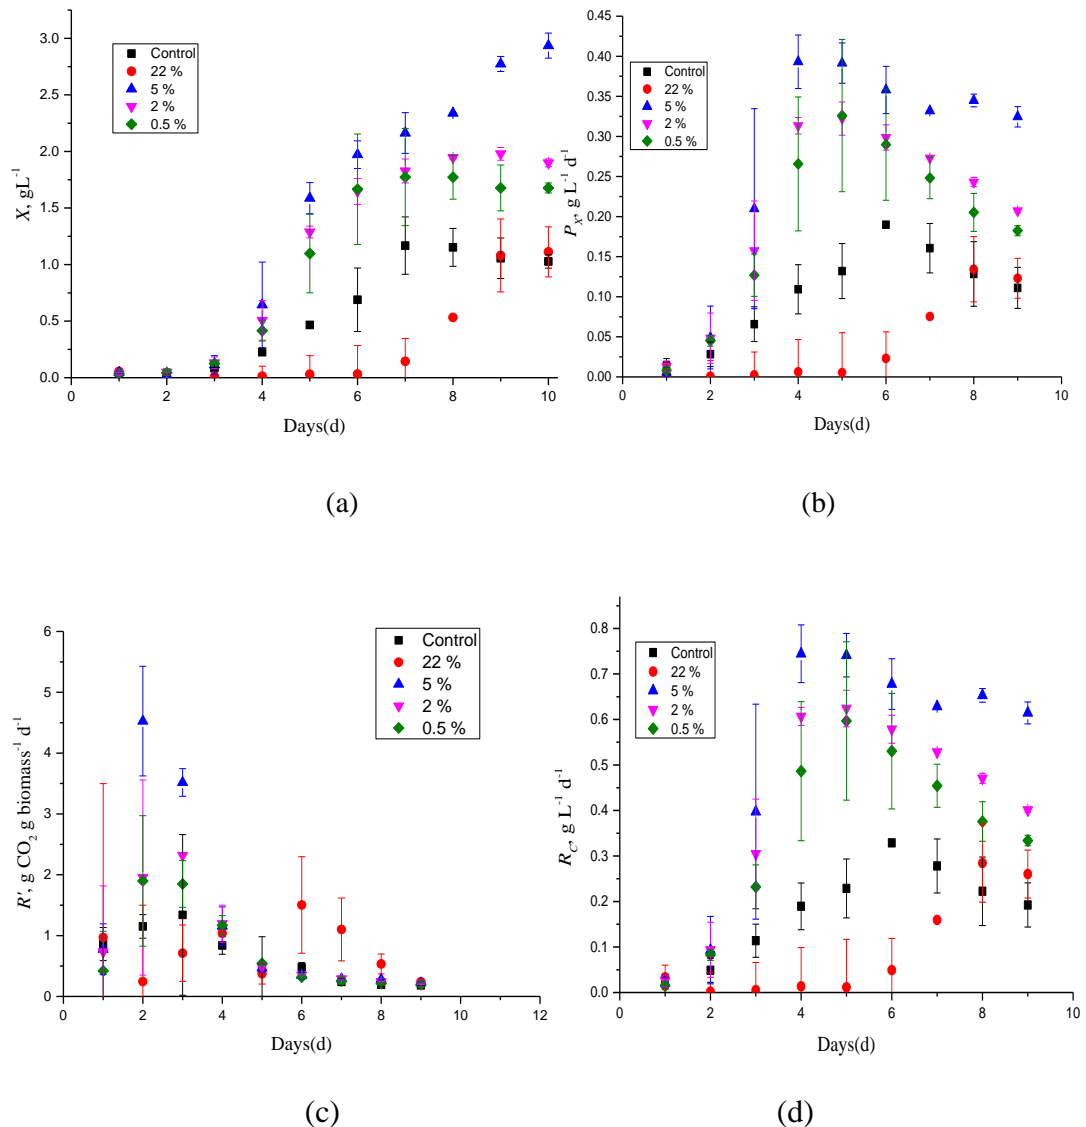 3.0
2.5
2.0
1.5
1.0
0.5
0.0
X, gL⁻¹
Control
22 %
5 %
2 %
0.5 %
0 2 4 6 8 10
Days(d)
(a)
0.45
0.40
0.35
0.30
0.25
0.20
0.15
0.10
0.05
0.00
Pₓ, g L⁻¹ d⁻¹
Control
22 %
5 %
2 %
0.5 %
0 2 4 6 8 10
Days(d)
(b)
6
5
4
3
2
1
0
R', g CO₂ g biomass⁻¹ d⁻¹
Control
22 %
5 %
2 %
0.5 %
0 2 4 6 8 10 12
Days(d)
(c)
0.8
0.7
0.6
0.5
0.4
0.3
0.2
0.1
0.0
R_C, g L⁻¹ d⁻¹
Control
22 %
5 %
2 %
0.5 %
0 2 4 6 8 10
Days(d)
(d)